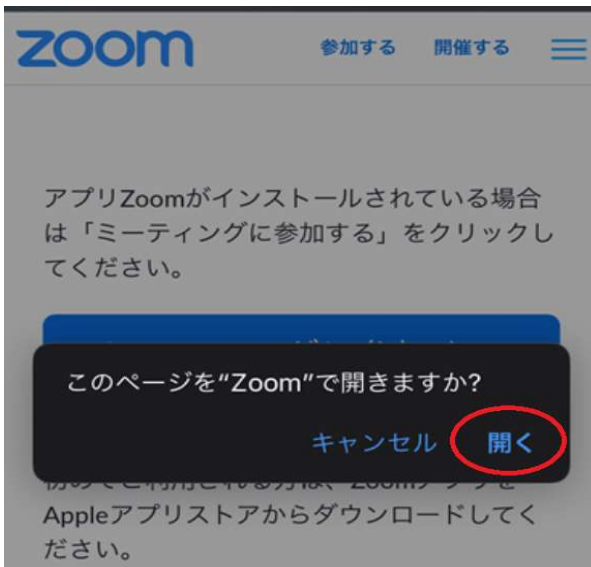 zoom 参加する 開催する
アプリZoomがインストールされている場合
は「ミーティングに参加する」をクリックし
てください。
このページを“Zoom”で開きますか?
キャンセル 開く
Appleアプリストアからダウンロードしてく
ださい。